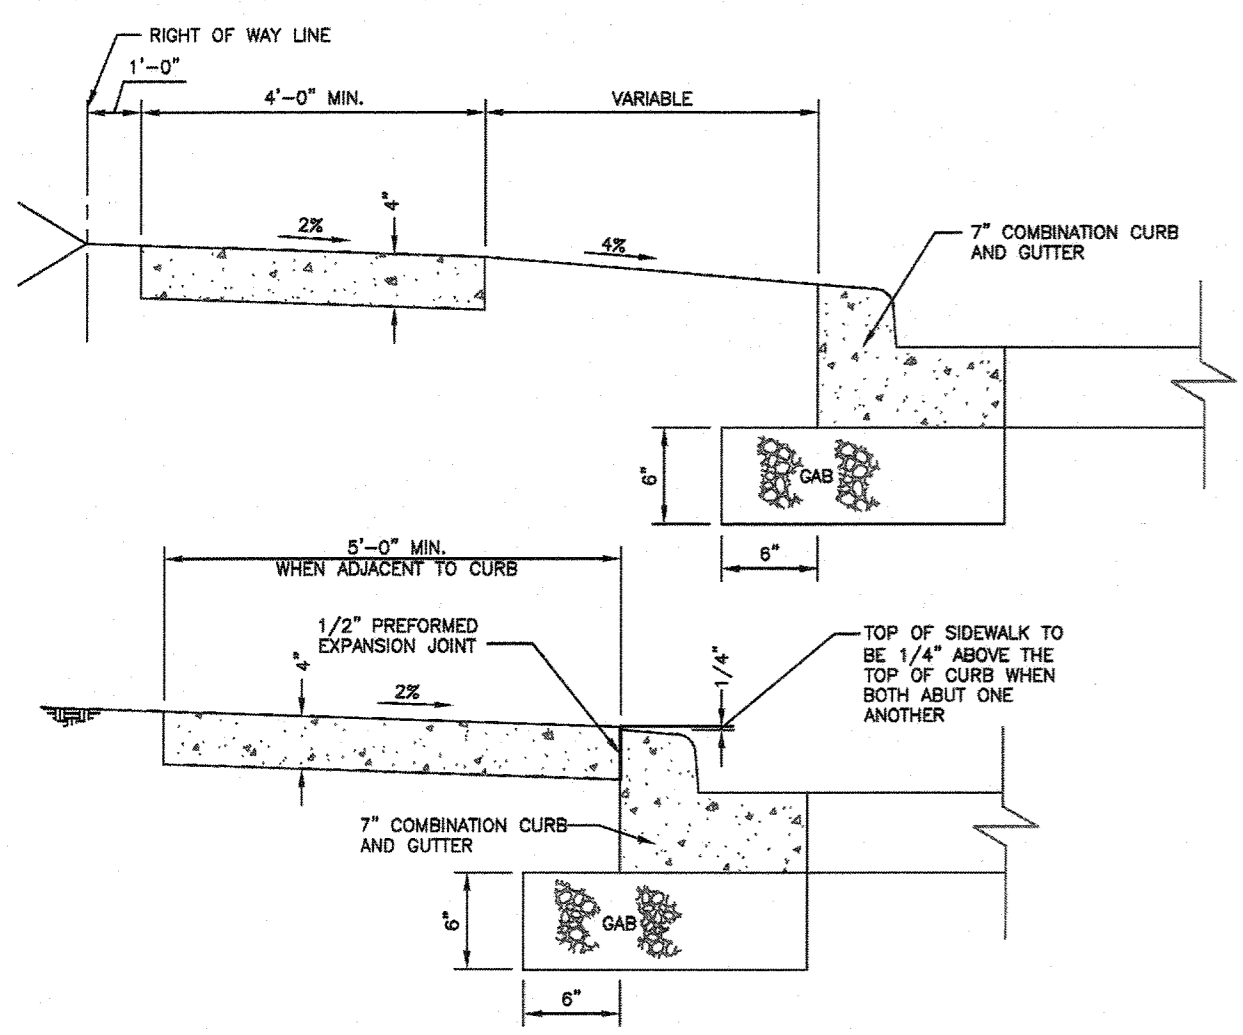 RIGHT OF WAY LINE
1'-0"
4'-0" MIN.
VARIABLE
4"
2%
4%
7" COMBINATION CURB
AND GUTTER
6"
GAB
6"
5'-0" MIN.
WHEN ADJACENT TO CURB
1/2" PREFORMED
EXPANSION JOINT
TOP OF SIDEWALK TO
BE 1/4" ABOVE THE
TOP OF CURB WHEN
BOTH ABUT ONE
ANOTHER
1/4"
4"
2%
7" COMBINATION CURB
AND GUTTER
6"
GAB
6"